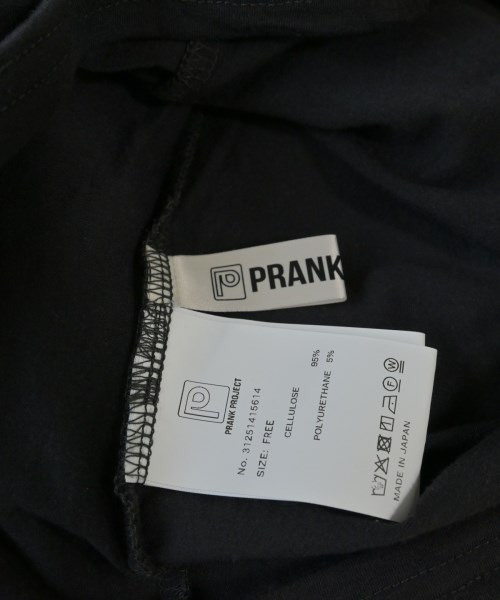 PRANK
PRANK PROJECT
No. 31251415614
SIZE: FREE
CELLULOSE 95%
POLYURETHANE 5%
MADE IN JAPAN